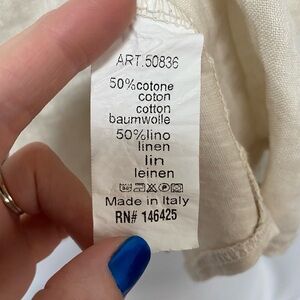 ART.50836
50%cotone
coton
cotton
baumwolle
50%lino
linen
lin
leinen
Made in Italy
RN# 146425